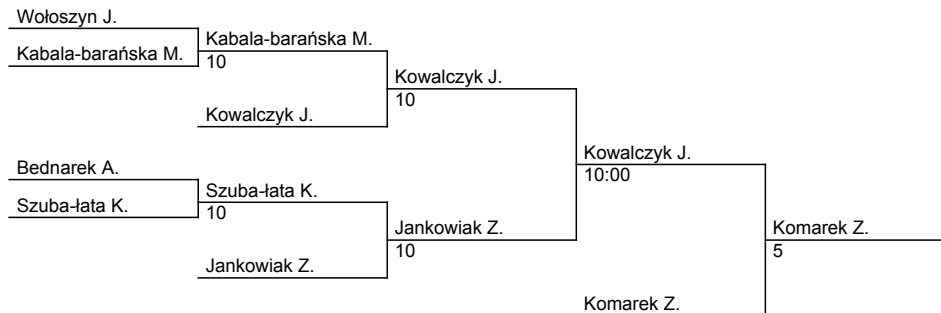 Wołoszyn J.
Kabala-barańska M.
Kabala-barańska M.
10
Kowalczyk J.
Kowalczyk J.
10
Bednarek A.
Szuba-łata K.
Szuba-łata K.
10
Jankowiak Z.
Jankowiak Z.
10
Kowalczyk J.
10:00
Komarek Z.
Komarek Z.
5